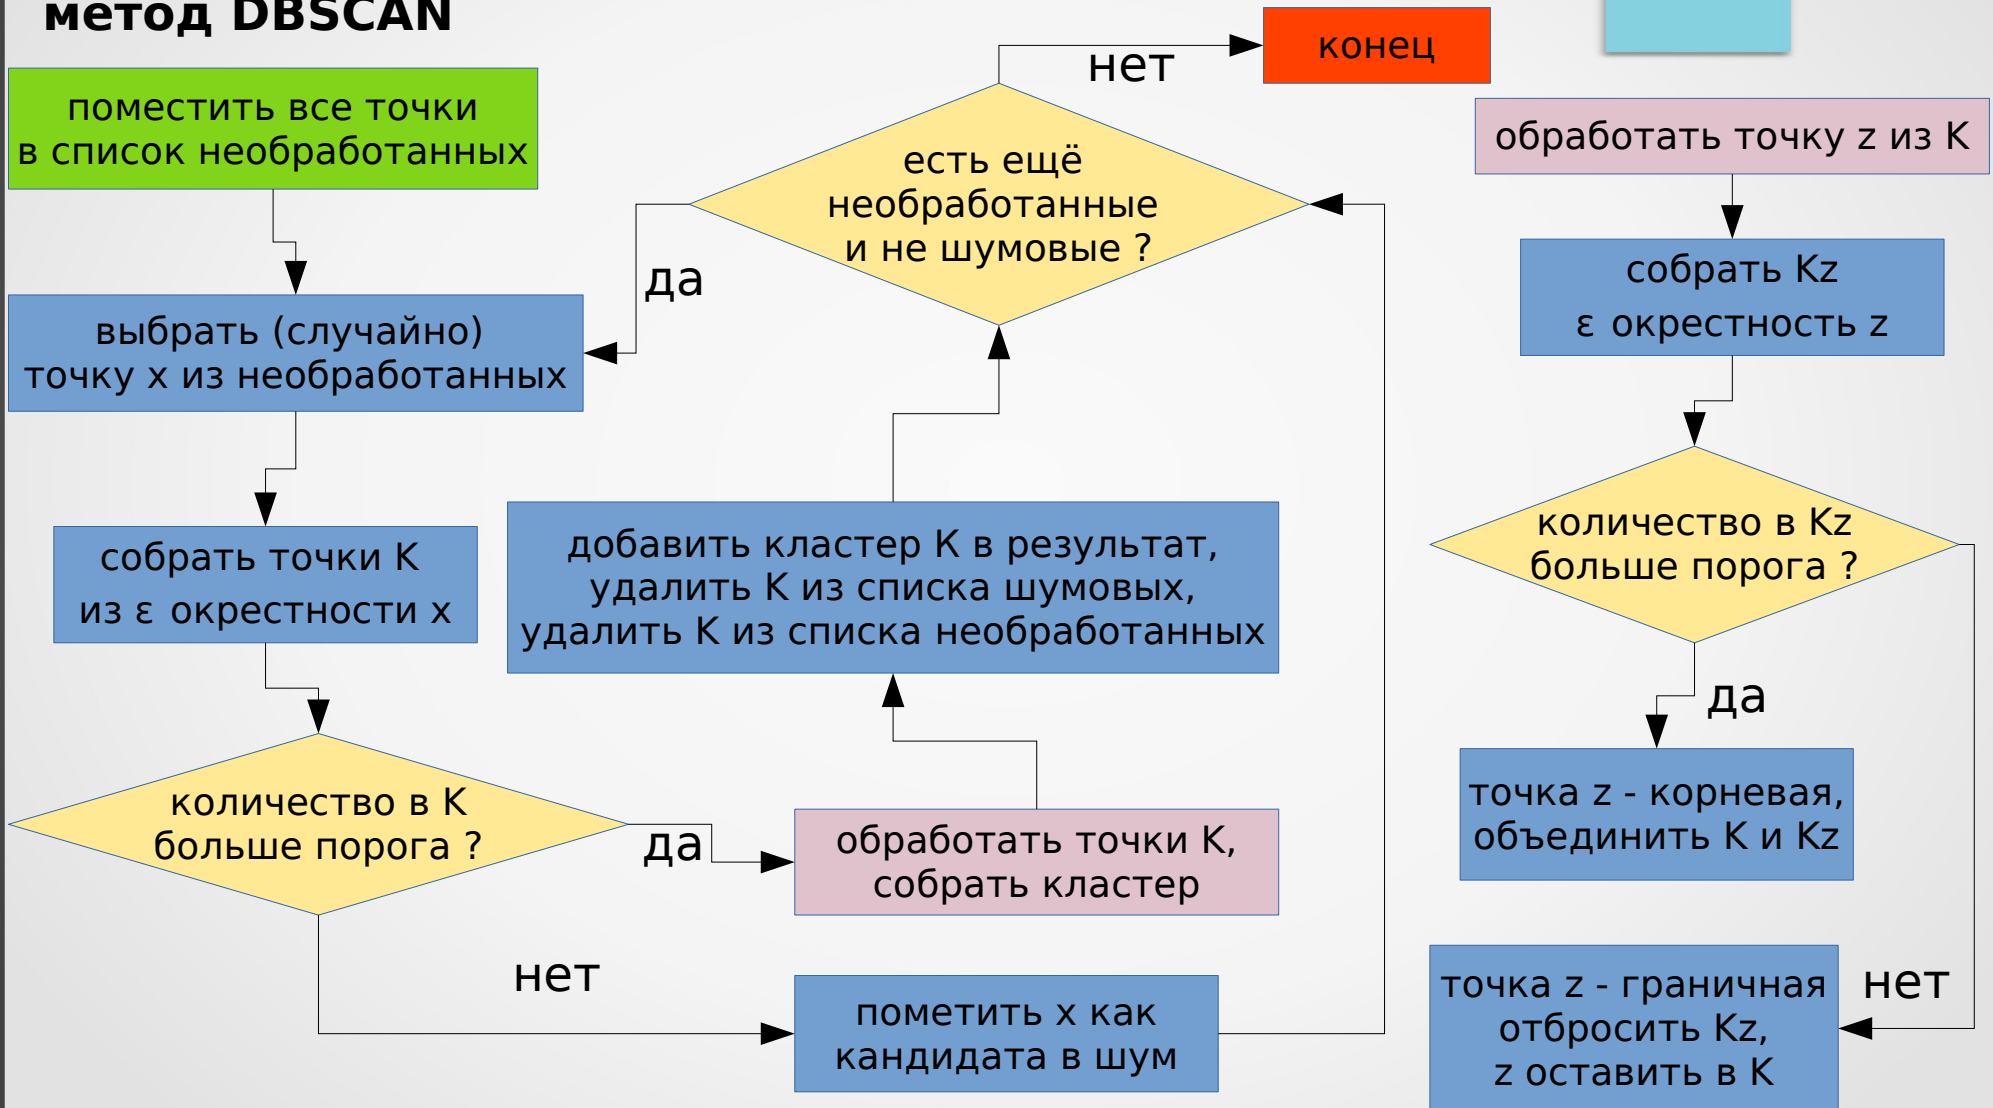 метод DBSCAN
поместить все точки
в список необработанных
выбрать (случайно)
точку x из необработанных
собрать точки K
из ε окрестности x
количество в K
больше порога ?
да
нет
обработать точки K,
собрать кластер
пометить x как
кандидата в шум
добавить кластер K в результат,
удалить K из списка шумовых,
удалить K из списка необработанных
есть ещё
необработанные
и не шумовые ?
да
нет
конец
обработать точку z из K
собрать Kz
ε окрестность z
количество в Kz
больше порога ?
да
точка z - корневая,
объединить K и Kz
нет
точка z - граничная
отбросить Kz,
z оставить в K